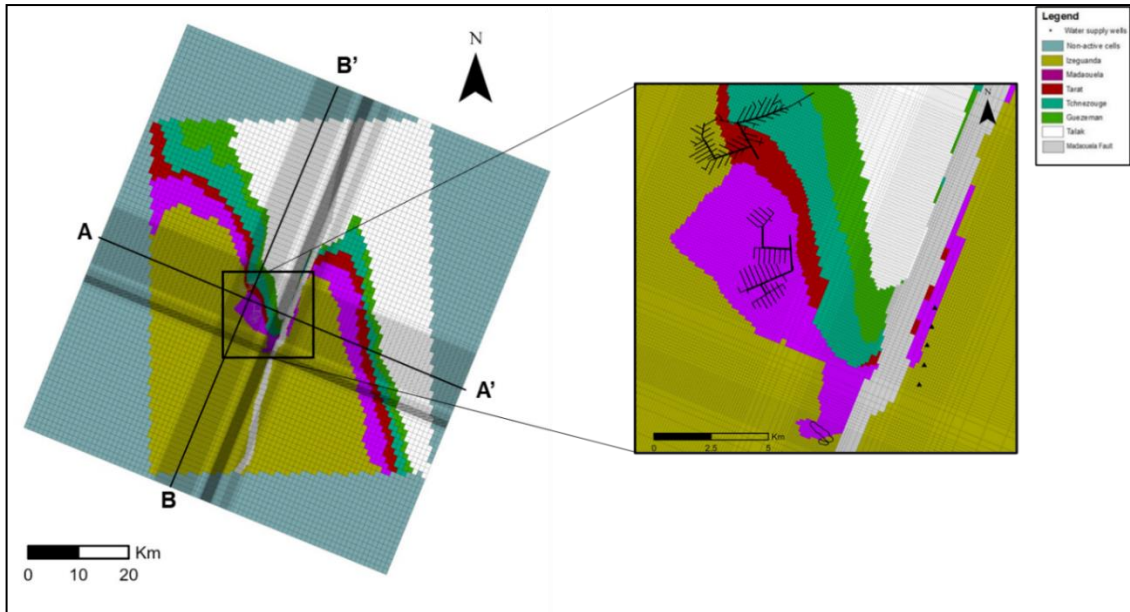 B'
N
A
A'
B
Km
0 10 20
N
Km
0 2.5 5
Legend
Water supply wells
Non-active cells
Izeguanda
Madaouela
Tarat
Tchnezouge
Guezeman
Talak
Madaouela Fault